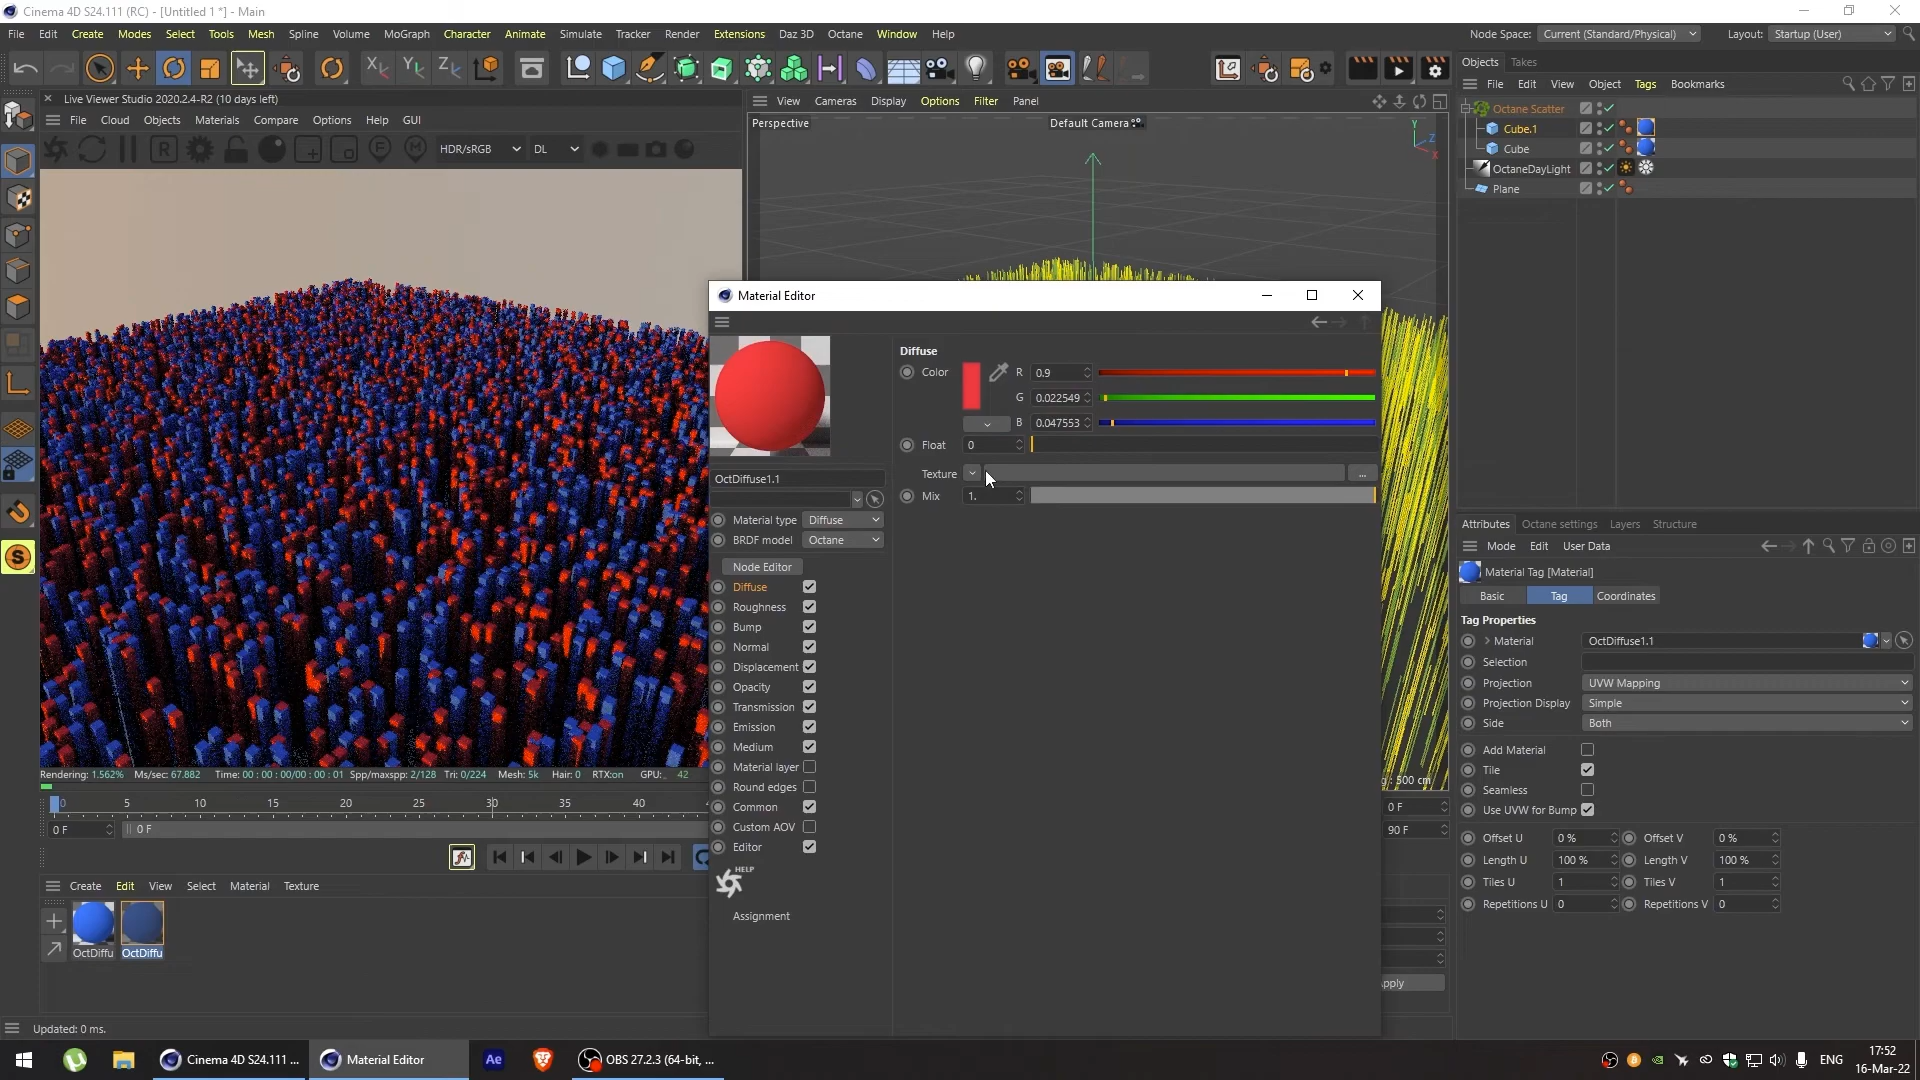 Cinema 4D S24.111 (RC) - [Untitled 1 *] - Main
File Edit Create Modes Select Tools Mesh Spline Volume MoGraph Character Animate Simulate Tracker Render Extensions Daz 3D Octane Window Help
Node Space: Current (Standard/Physical) Layout: Startup (User)
Live Viewer Studio 2020.2.4-R2 (10 days left)
File Cloud Objects Materials Compare Options Help GUI
HDR/sRGB DL
View Cameras Display Options Filter Panel
Perspective Default Camera
Y Z X
Objects Takes
File Edit View Object Tags Bookmarks
Octane Scatter
Cube.1
Cube
OctaneDayLight
Plane
Material Editor
Diffuse
Color R 0.9
G 0.022549
B 0.047553
Float 0
Texture ...
Mix 1.
OctDiffuse1.1
Material type Diffuse
BRDF model Octane
Node Editor
Diffuse
Roughness
Bump
Normal
Displacement
Opacity
Transmission
Emission
Medium
Material layer
Round edges
Common
Custom AOV
Editor
HELP
Assignment
: 500 cm
Attributes Octane settings Layers Structure
Mode Edit User Data
Material Tag [Material]
Basic Tag Coordinates
Tag Properties
Material OctDiffuse1.1
Selection
Projection UVW Mapping
Projection Display Simple
Side Both
Add Material
Tile
Seamless
Use UVW for Bump
Offset U 0 % Offset V 0 %
Length U 100 % Length V 100 %
Tiles U 1 Tiles V 1
Repetitions U 0 Repetitions V 0
Rendering: 1.562% Ms/sec: 67.882 Time: 00 : 00 : 00/00 : 00 : 01 Spp/maxspp: 2/128 Tri: 0/224 Mesh: 5k Hair: 0 RTX:on GPU: 42
0 5 10 15 20 25 30 35 40
0 F 0 F
0 F
90 F
Create Edit View Select Material Texture
OctDiffu OctDiffu
Updated: 0 ms.
Cinema 4D S24.111 ... Material Editor Ae OBS 27.2.3 (64-bit, ...
ENG 17:52
16-Mar-22